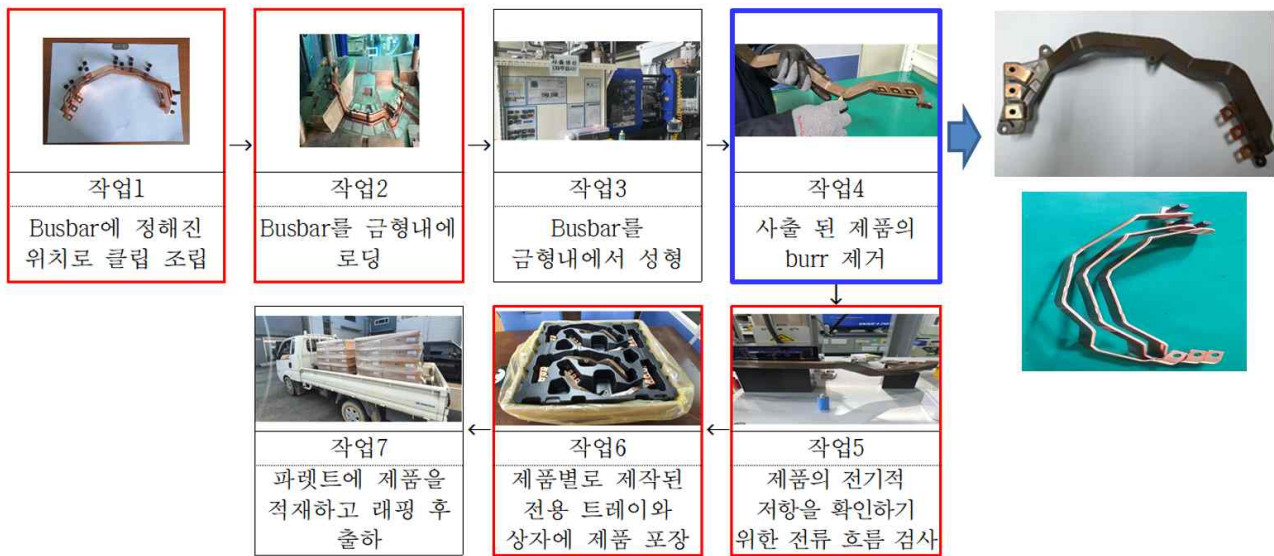 작업1
Busbar에 정해진
위치로 클립 조립
→
작업2
Busbar를 금형내에
로딩
→
작업3
Busbar를
금형내에서 성형
→
작업4
사출 된 제품의
burr 제거
↓
작업5
제품의 전기적
저항을 확인하기
위한 전류 흐름 검사
←
작업6
제품별로 제작된
전용 트레이와
상자에 제품 포장
←
작업7
파렛트에 제품을
적재하고 래핑 후
출하